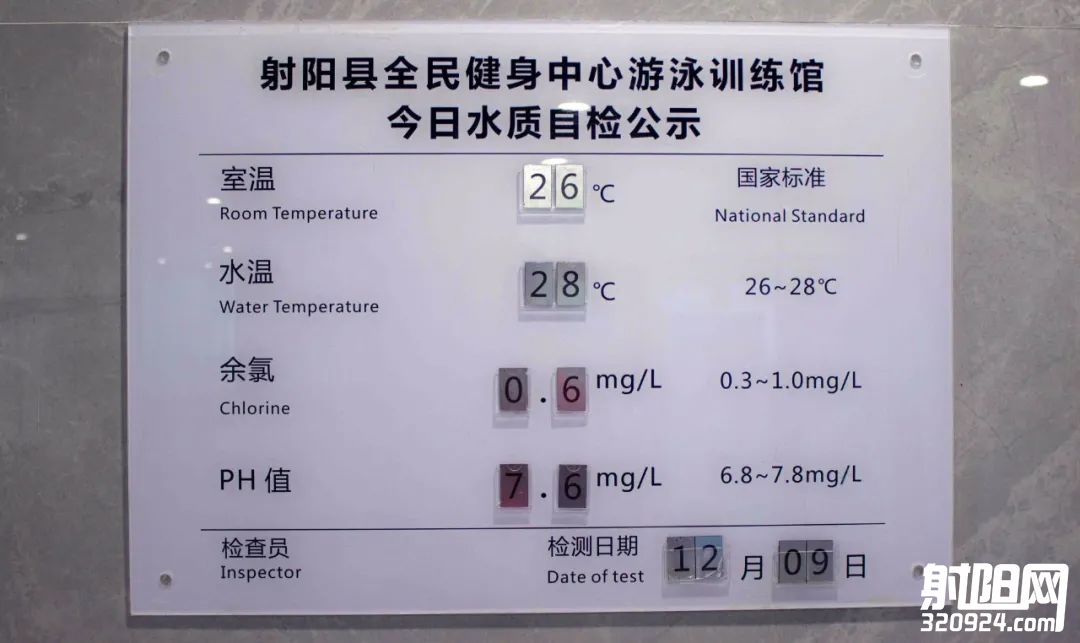 射阳县全民健身中心游泳训练馆
今日水质自检公示
室温 26 ℃ 国家标准
Room Temperature National Standard
水温 28 ℃ 26~28℃
Water Temperature
余氯 0.6 mg/L 0.3~1.0mg/L
Chlorine
PH 值 7.6 mg/L 6.8~7.8mg/L
检查员 检测日期 12 月 09 日
Inspector Date of test
射阳网
320924.com